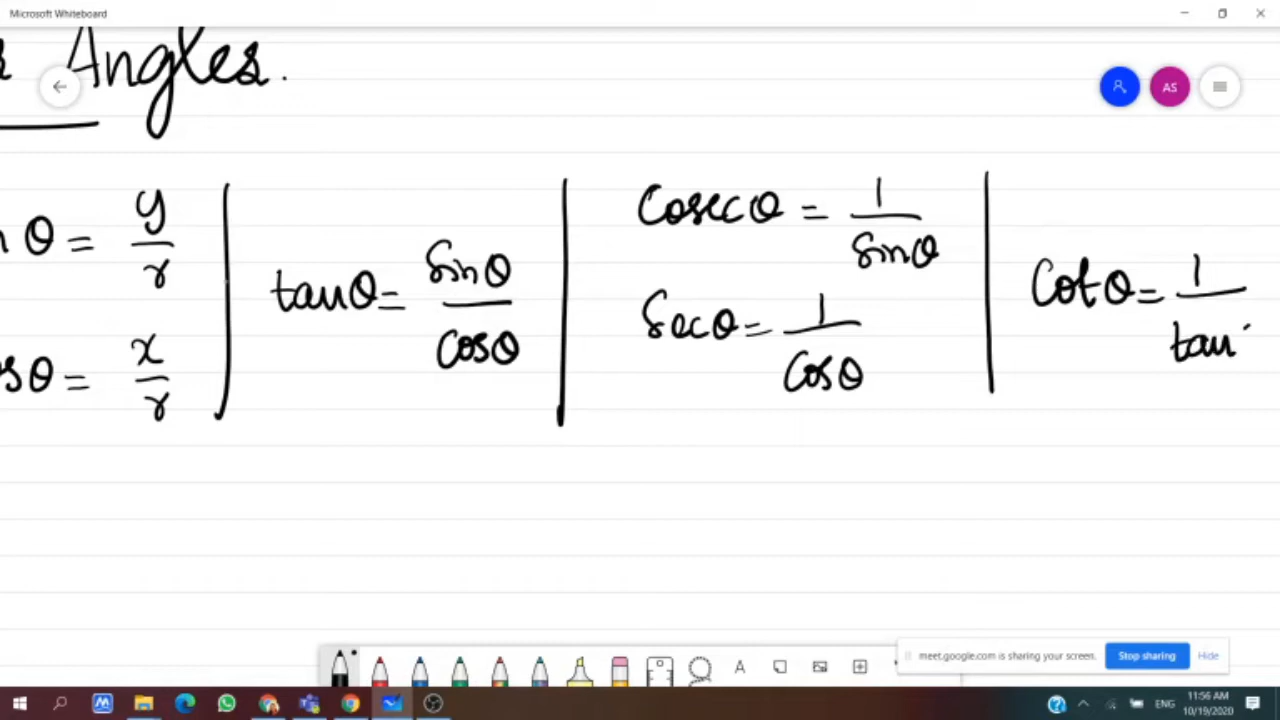 Microsoft Whiteboard
Angles.
AS
θ = y/r
θ = x/r
tanθ = sinθ/cosθ
Cosecθ = 1/sinθ
Secθ = 1/cosθ
Cotθ = 1/tan
A
meet.google.com is sharing your screen.
Stop sharing
Hide
ENG
11:56 AM
10/19/2020